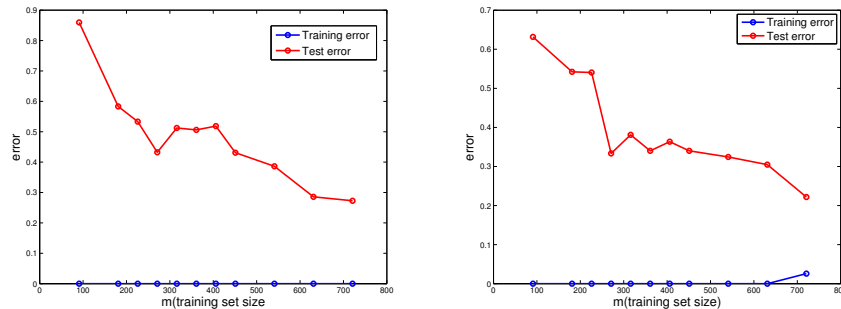 0.9
0.8
0.7
0.6
0.5
0.4
0.3
0.2
0.1
0
error
0 100 200 300 400 500 600 700 800
m(training set size
Training error
Test error
0.7
0.6
0.5
0.4
0.3
0.2
0.1
0
error
0 100 200 300 400 500 600 700 800
m(training set size)
Training error
Test error